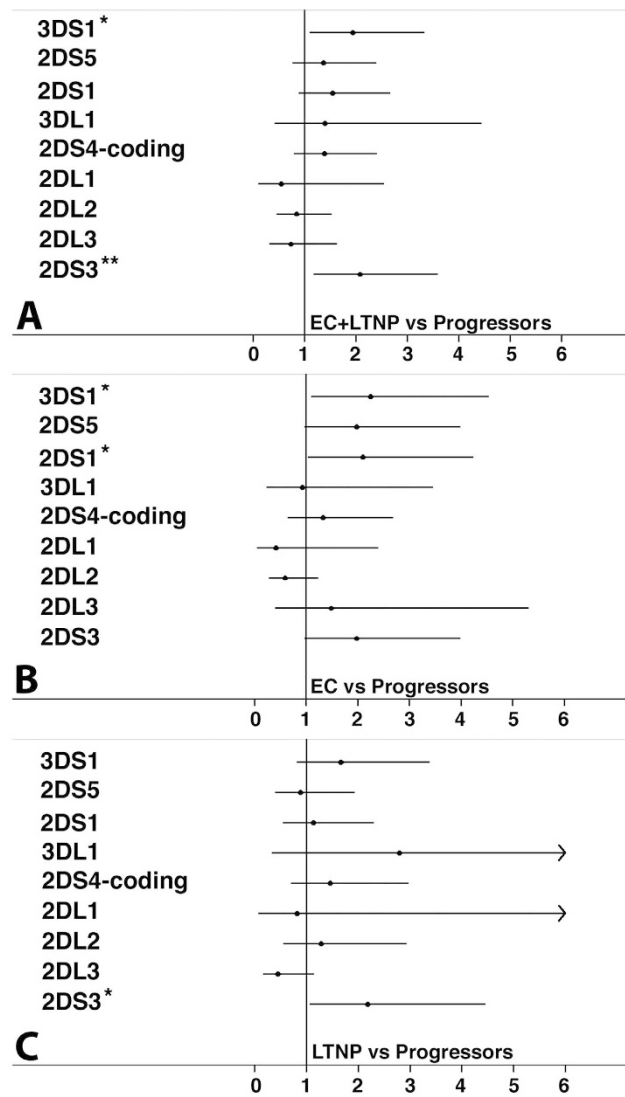 3DS1*
2DS5
2DS1
3DL1
2DS4-coding
2DL1
2DL2
2DL3
2DS3**
A
EC+LTNP vs Progressors
0 1 2 3 4 5 6
3DS1*
2DS5
2DS1*
3DL1
2DS4-coding
2DL1
2DL2
2DL3
2DS3
B
EC vs Progressors
0 1 2 3 4 5 6
3DS1
2DS5
2DS1
3DL1
2DS4-coding
2DL1
2DL2
2DL3
2DS3*
C
LTNP vs Progressors
0 1 2 3 4 5 6